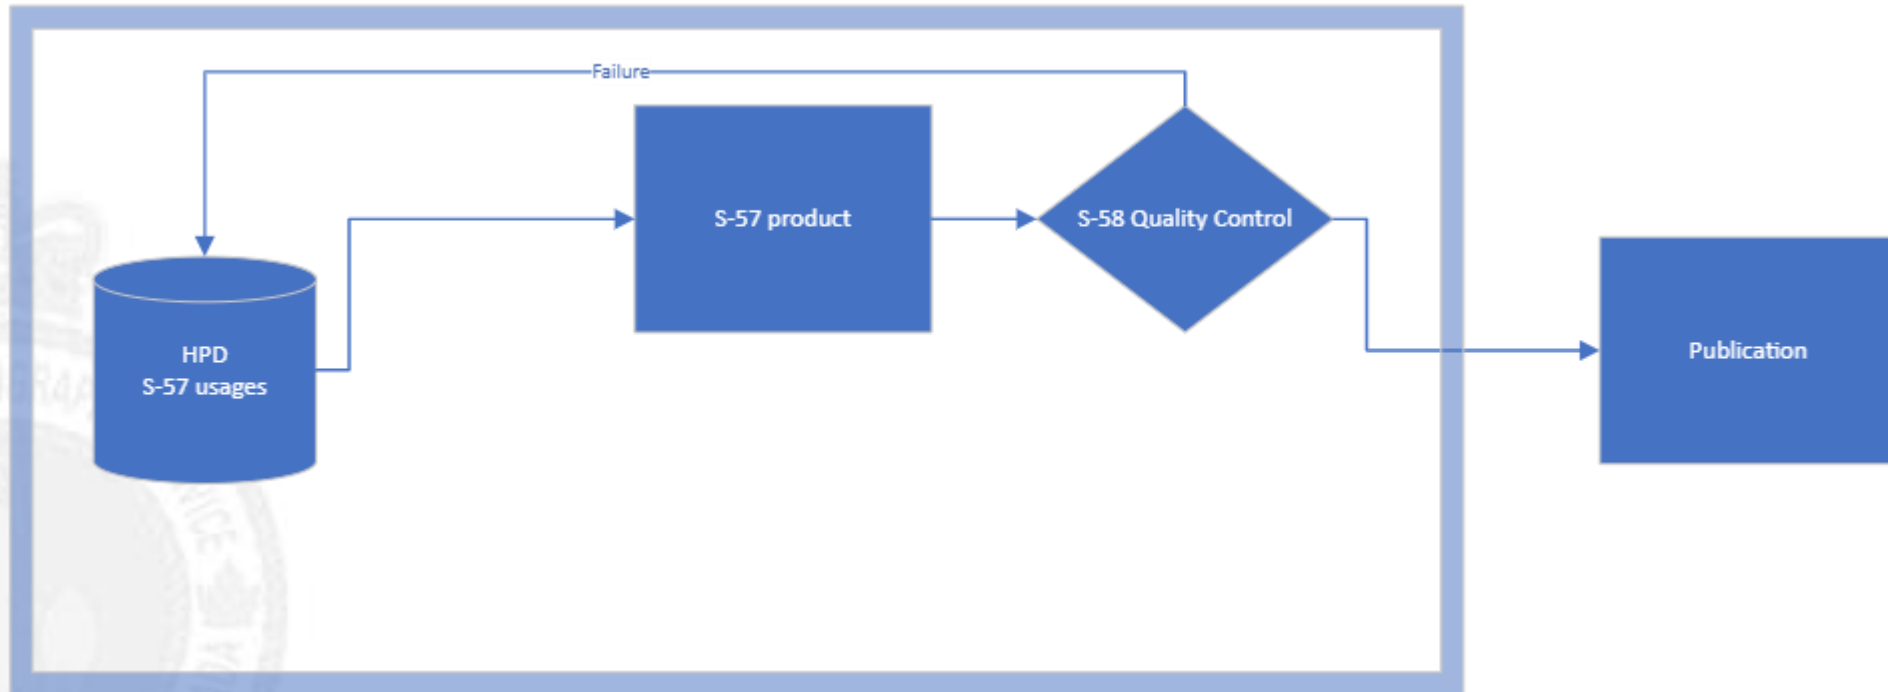 Failure
S-57 product
S-58 Quality Control
HPD
S-57 usages
Publication